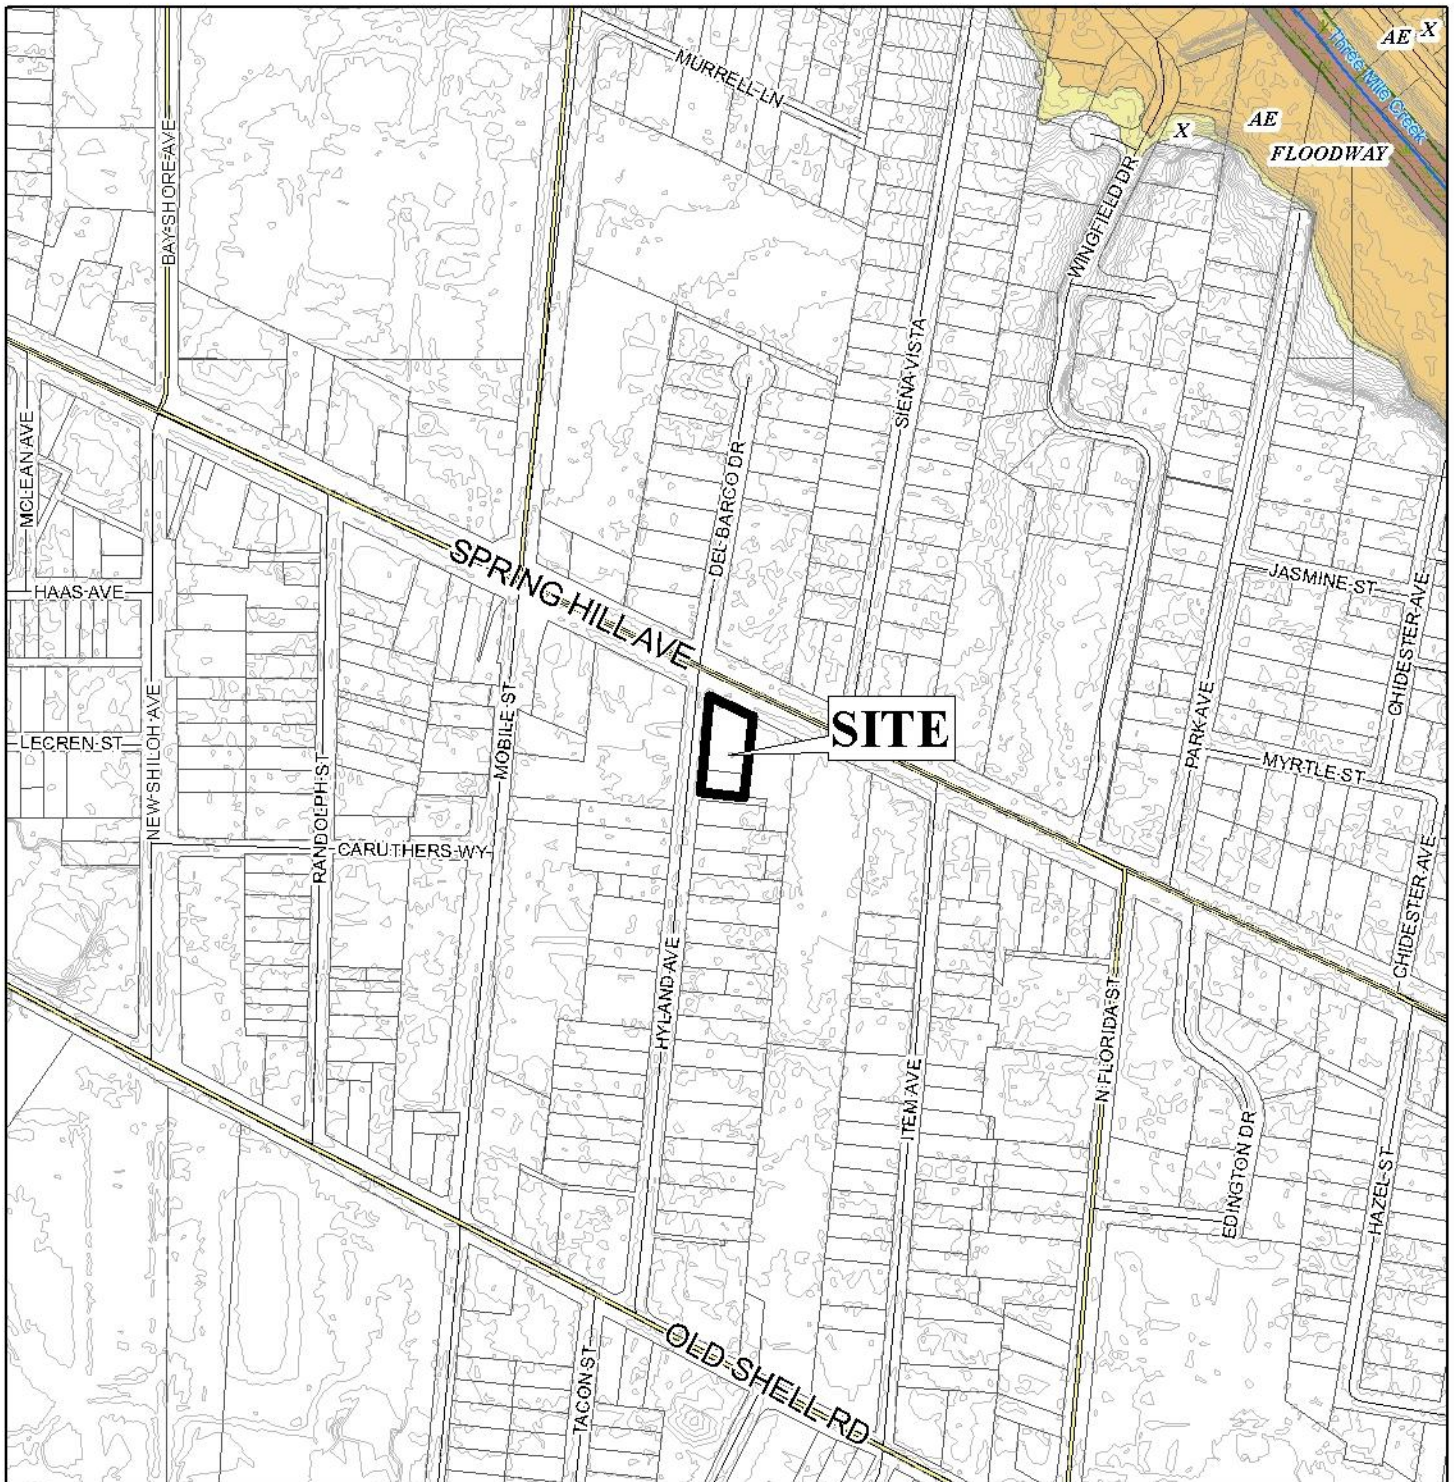 AE
X
Three Mile Creek
MURRELL LN
X
AE
FLOODWAY
BAY SHORE AVE
WINGFIELD DR
SIENA VISTA
MCLEAN AVE
DEL BARCO DR
SPRING HILL AVE
JASMINE ST
CHIDESTER AVE
HAAS AVE
LECREN ST
NEW SHILOH AVE
MOBILE ST
SITE
PARK AVE
MYRTLE ST
RANDOLPH ST
CARUTHERS WY
CHIDESTER AVE
HYLAND AVE
N FLORIDA ST
ITEM AVE
EDINGTON DR
HAZEL ST
OLD SHELL RD
TACON ST